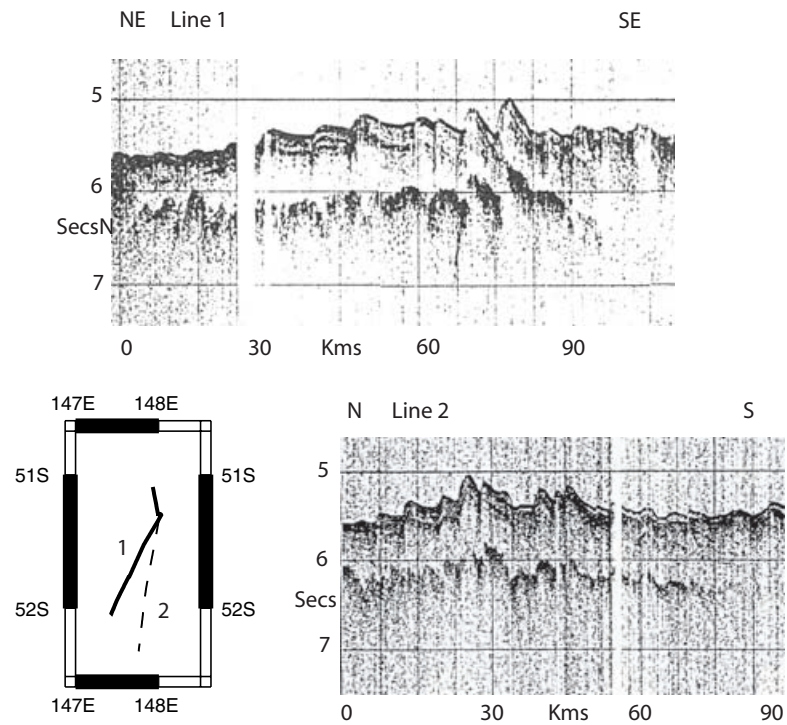 NE Line 1 SE
5
6
SecsN
7
0 30 Kms 60 90
147E 148E
51S 51S
1
2
52S 52S
147E 148E
N Line 2 S
5
6
Secs
7
0 30 Kms 60 90